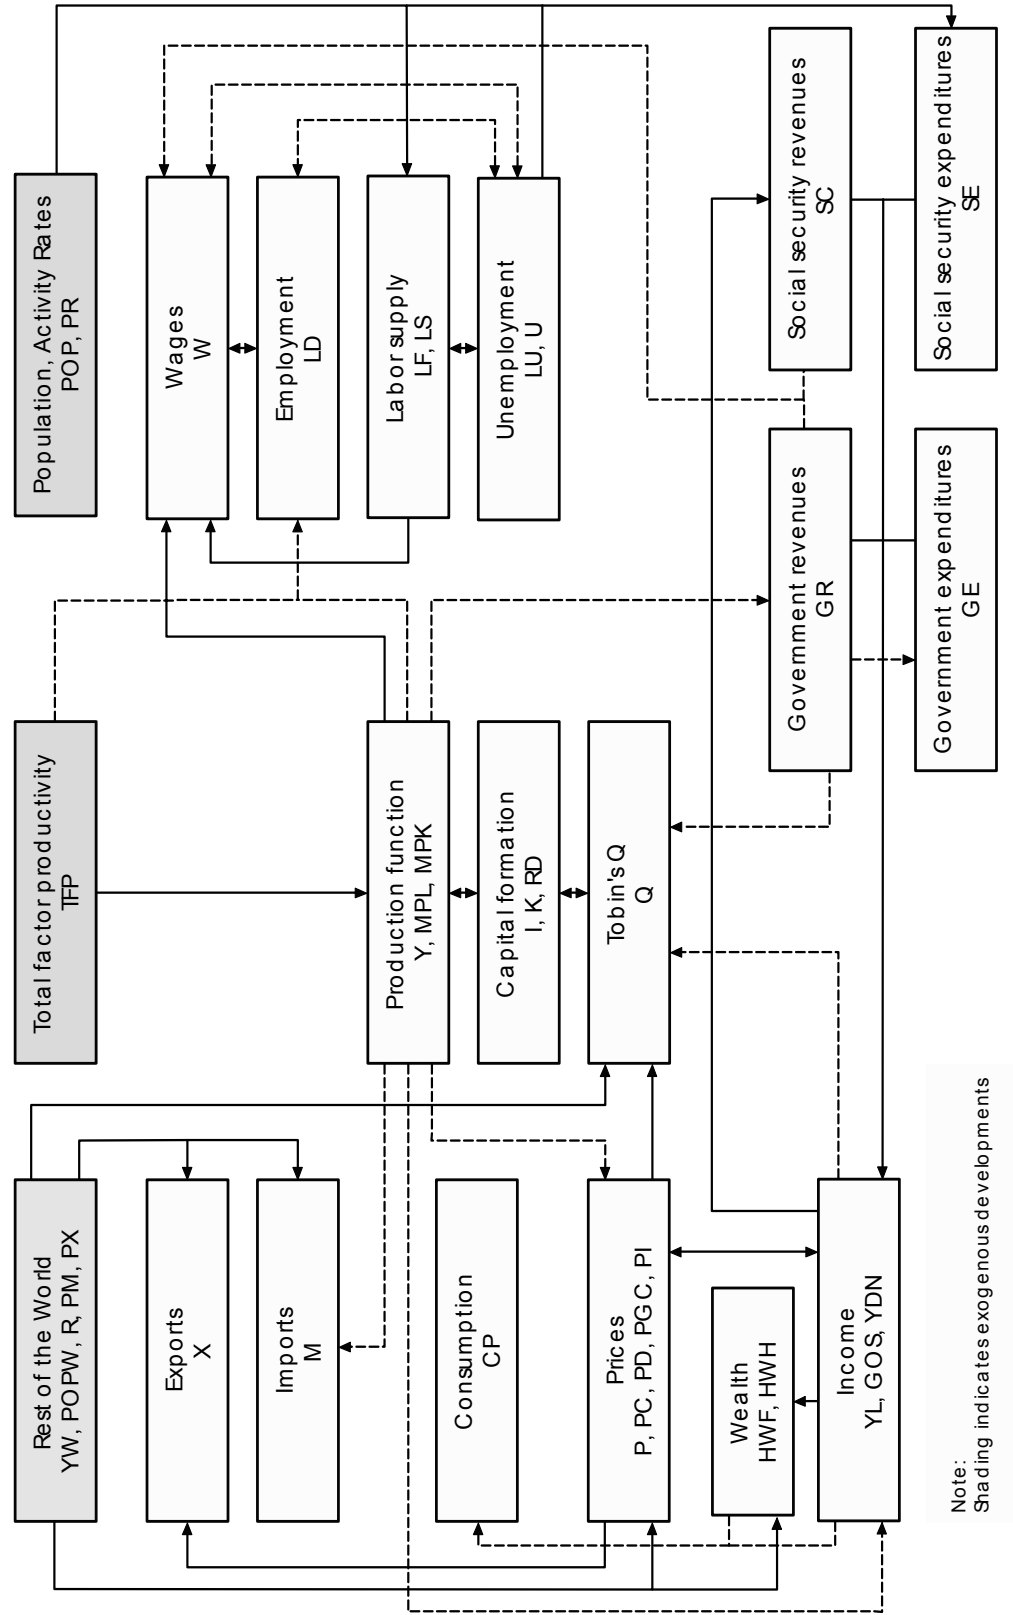 Rest of the World
YW, POPW, R, PM, PX
Total factor productivity
TFP
Population, Activity Rates
POP, PR
Exports
X
Imports
M
Consumption
CP
Prices
P, PC, PD, PGC, PI
Wealth
HWF, HWH
Income
YL, GOS, YDN
Production function
Y, MPL, MPK
Capital formation
I, K, RD
Tobin's Q
Q
Wages
W
Employment
LD
Labor supply
LF, LS
Unemployment
LU, U
Government revenues
GR
Government expenditures
GE
Social security revenues
SC
Social security expenditures
SE
Note:
Shading indicates exogenous developments